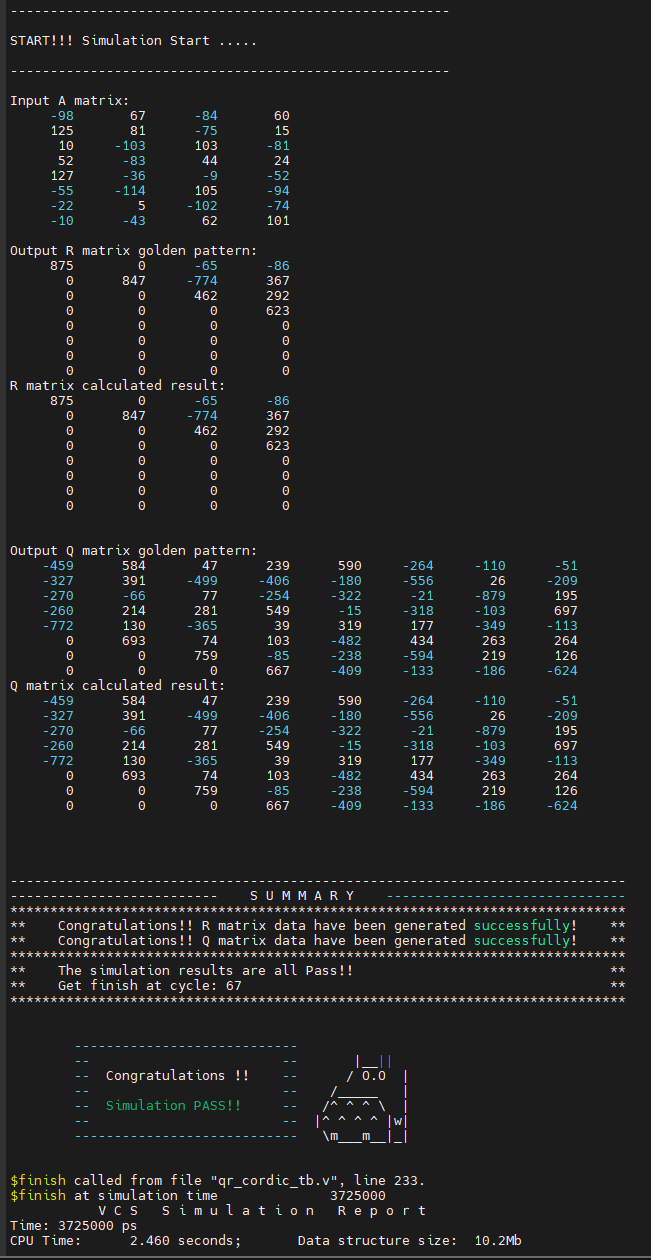 -------------------------------------------------------
START!!! Simulation Start .....
-------------------------------------------------------
Input A matrix:
     -98       67      -84       60
     125       81      -75       15
      10     -103      103      -81
      52      -83       44       24
     127      -36       -9      -52
     -55     -114      105      -94
     -22        5     -102      -74
     -10      -43       62      101
Output R matrix golden pattern:
     875        0      -65      -86
       0      847     -774      367
       0        0      462      292
       0        0        0      623
       0        0        0        0
       0        0        0        0
       0        0        0        0
       0        0        0        0
R matrix calculated result:
     875        0      -65      -86
       0      847     -774      367
       0        0      462      292
       0        0        0      623
       0        0        0        0
       0        0        0        0
       0        0        0        0
       0        0        0        0
Output Q matrix golden pattern:
    -459      584       47      239      590     -264     -110      -51
    -327      391     -499     -406     -180     -556       26     -209
    -270      -66       77     -254     -322      -21     -879      195
    -260      214      281      549      -15     -318     -103      697
    -772      130     -365       39      319      177     -349     -113
       0      693       74      103     -482      434      263      264
       0        0      759      -85     -238     -594      219      126
       0        0        0      667     -409     -133     -186     -624
Q matrix calculated result:
    -459      584       47      239      590     -264     -110      -51
    -327      391     -499     -406     -180     -556       26     -209
    -270      -66       77     -254     -322      -21     -879      195
    -260      214      281      549      -15     -318     -103      697
    -772      130     -365       39      319      177     -349     -113
       0      693       74      103     -482      434      263      264
       0        0      759      -85     -238     -594      219      126
       0        0        0      667     -409     -133     -186     -624
-----------------------------------------------------------------------------
--------------------------    S U M M A R Y    ------------------------------
*****************************************************************************
**    Congratulations!! R matrix data have been generated successfully!    **
**    Congratulations!! Q matrix data have been generated successfully!    **
*****************************************************************************
**    The simulation results are all Pass!!                                **
**    Get finish at cycle: 67                                              **
*****************************************************************************
        ----------------------------
        --                        --       |__||
        --  Congratulations !!    --      / O.O  |
        --                        --    /_____   |
        --  Simulation PASS!!     --   /^ ^ ^ \  |
        --                        --  |^ ^ ^ ^ |w|
        ----------------------------   \m___m__|_|
$finish called from file "qr_cordic_tb.v", line 233.
$finish at simulation time              3725000
           V C S   S i m u l a t i o n   R e p o r t
Time: 3725000 ps
CPU Time:      2.460 seconds;       Data structure size:  10.2Mb